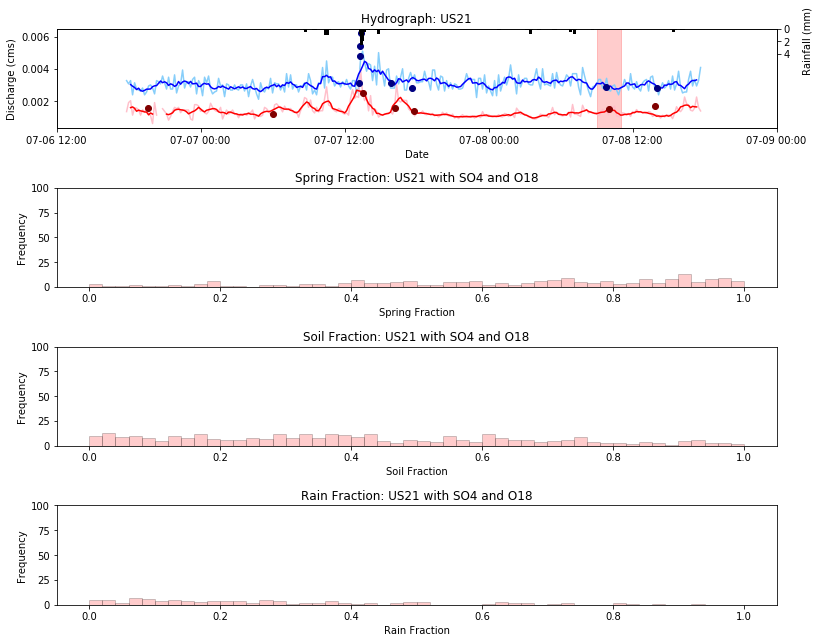 Hydrograph: US21
0.006
0.004
0.002
Discharge (cms)
0
2
4
Rainfall (mm)
07-06 12:00 07-07 00:00 07-07 12:00 07-08 00:00 07-08 12:00 07-09 00:00
Date
Spring Fraction: US21 with SO4 and O18
100
75
50
25
0
Frequency
0.0 0.2 0.4 0.6 0.8 1.0
Spring Fraction
Soil Fraction: US21 with SO4 and O18
100
75
50
25
0
Frequency
0.0 0.2 0.4 0.6 0.8 1.0
Soil Fraction
Rain Fraction: US21 with SO4 and O18
100
75
50
25
0
Frequency
0.0 0.2 0.4 0.6 0.8 1.0
Rain Fraction